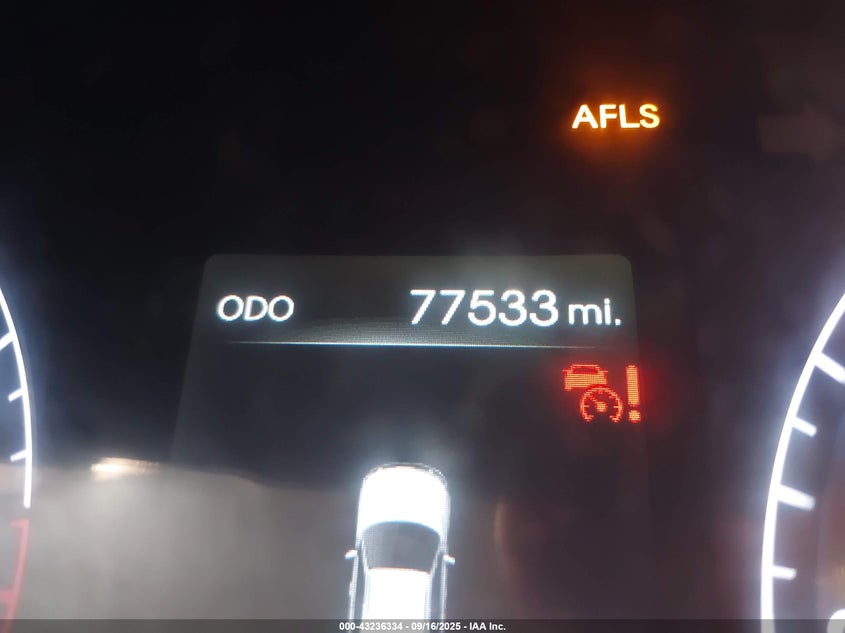 AFLS
ODO 77533 mi.
000-43236334 - 09/16/2025 - IAA Inc.